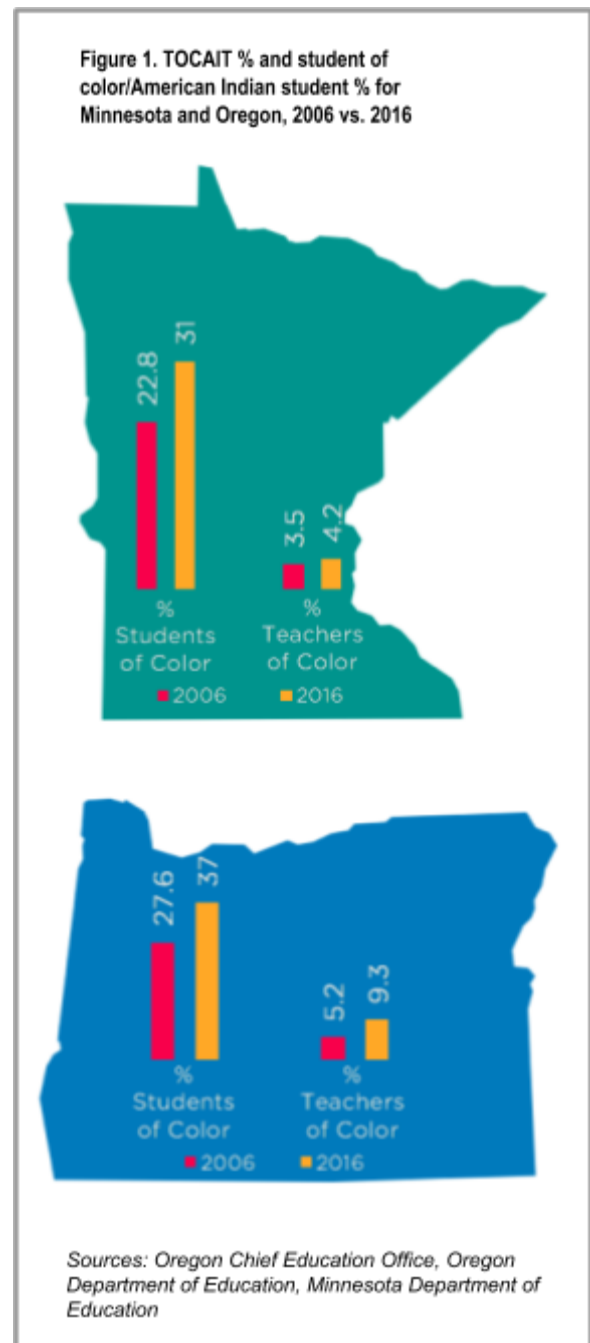 Figure 1. TOCAIT % and student of
color/American Indian student % for
Minnesota and Oregon, 2006 vs. 2016
22.8
31
3.5
4.2
%
Students
of Color
%
Teachers
of Color
2006
2016
27.6
37
5.2
9.3
%
Students
of Color
%
Teachers
of Color
2006
2016
Sources: Oregon Chief Education Office, Oregon
Department of Education, Minnesota Department of
Education